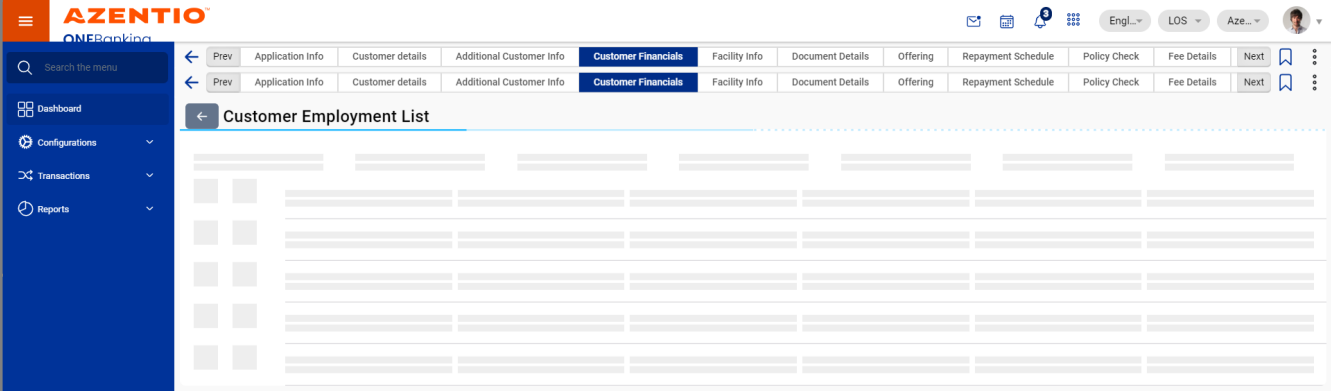 AZENTIO
ONEBanking
3
Engl...
LOS
Aze...
Search the menu
Dashboard
Configurations
Transactions
Reports
Prev Application Info Customer details Additional Customer Info Customer Financials Facility Info Document Details Offering Repayment Schedule Policy Check Fee Details Next
Prev Application Info Customer details Additional Customer Info Customer Financials Facility Info Document Details Offering Repayment Schedule Policy Check Fee Details Next
Customer Employment List